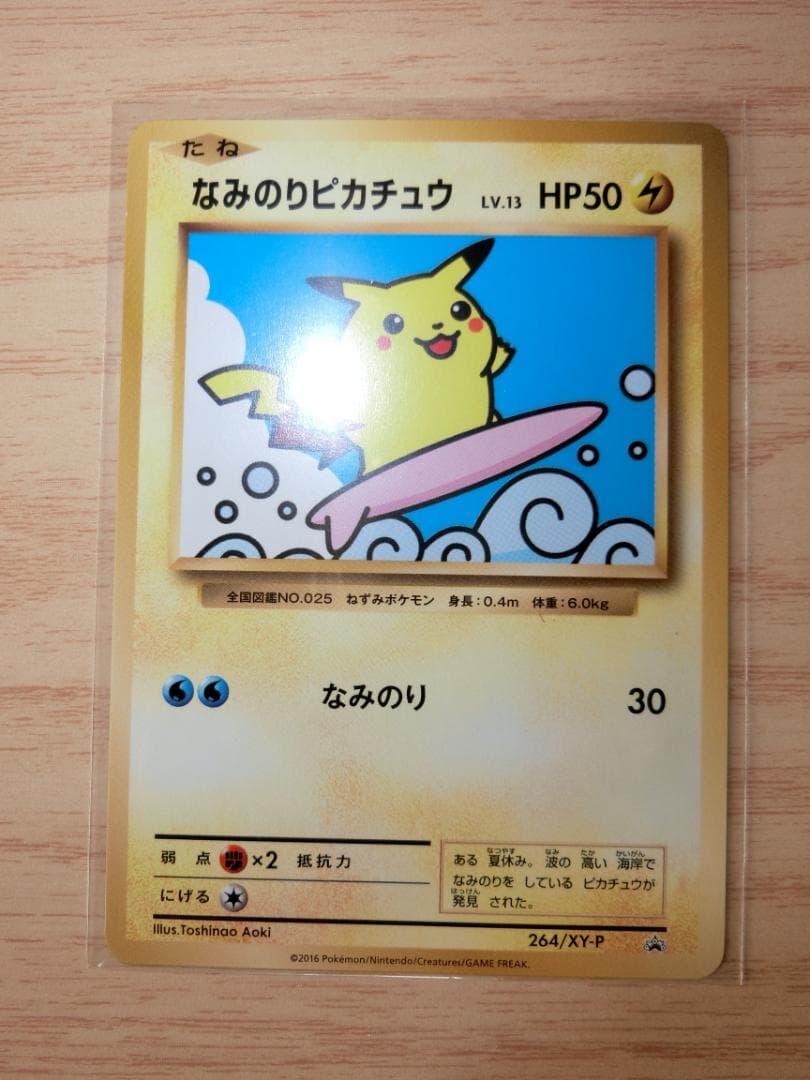 たね
なみのりピカチュウ LV.13 HP50
全国図鑑NO.025 ねずみポケモン 身長:0.4m 体重:6.0kg
なみのり 30
弱点 ×2 抵抗力
にげる
ある 夏休み。 波の 高い 海岸で
なみのりを している ピカチュウが
発見 された。
Illus.Toshinao Aoki
264/XY-P
©2016 Pokémon/Nintendo/Creatures/GAME FREAK.